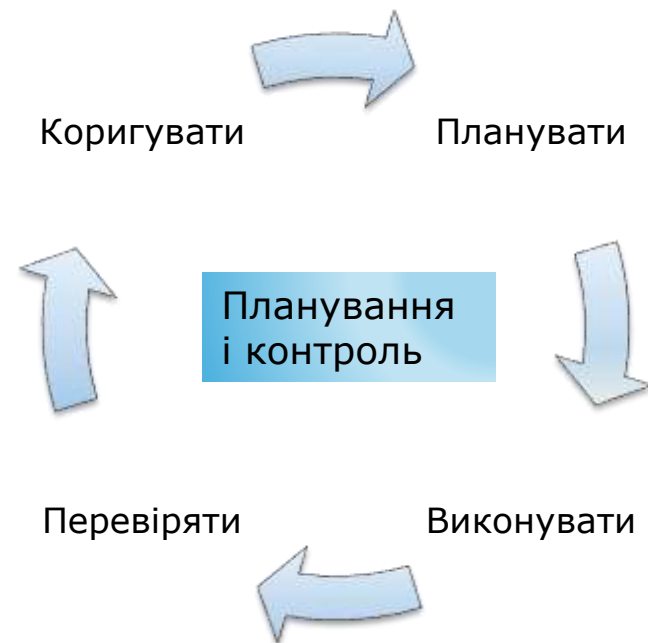 Коригувати
Планувати
Планування
і контроль
Перевіряти
Виконувати